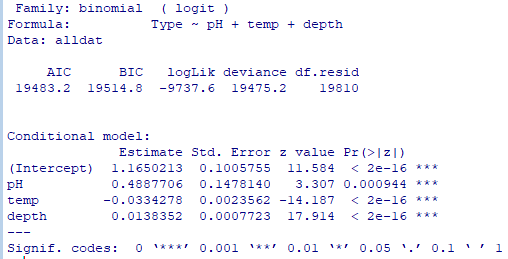 Family: binomial  ( logit )
Formula:          Type ~ pH + temp + depth
Data: alldat

     AIC      BIC   logLik deviance df.resid
 19483.2  19514.8  -9737.6  19475.2    19810


Conditional model:
              Estimate Std. Error z value Pr(>|z|)
(Intercept)  1.1650213  0.1005755  11.584  < 2e-16 ***
pH           0.4887706  0.1478140   3.307 0.000944 ***
temp        -0.0334278  0.0023562 -14.187  < 2e-16 ***
depth        0.0138352  0.0007723  17.914  < 2e-16 ***
---
Signif. codes:  0 ‘***’ 0.001 ‘**’ 0.01 ‘*’ 0.05 ‘.’ 0.1 ‘ ’ 1